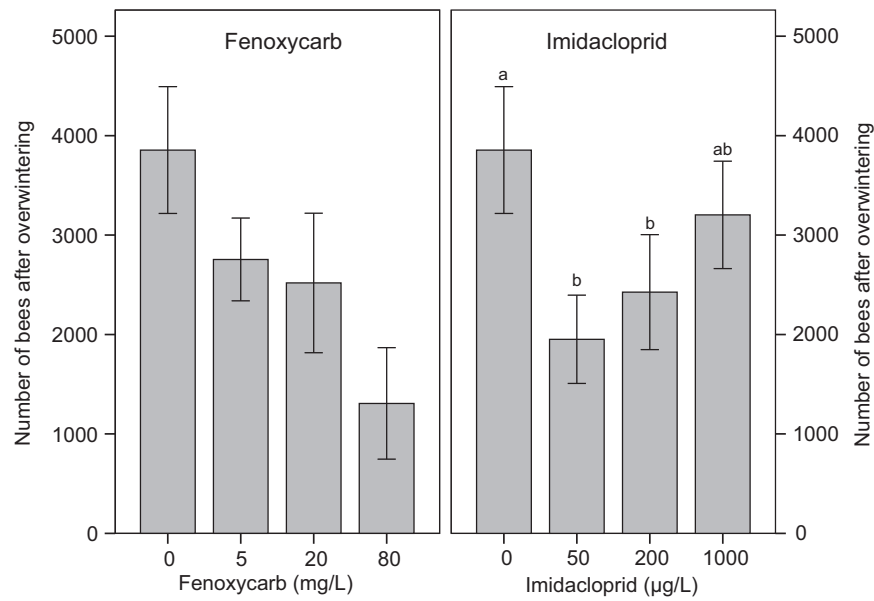 Fenoxycarb
Imidacloprid
Number of bees after overwintering
5000
4000
3000
2000
1000
0
0 5 20 80
Fenoxycarb (mg/L)
a
b
b
ab
0 50 200 1000
Imidacloprid (µg/L)
5000
4000
3000
2000
1000
0
Number of bees after overwintering